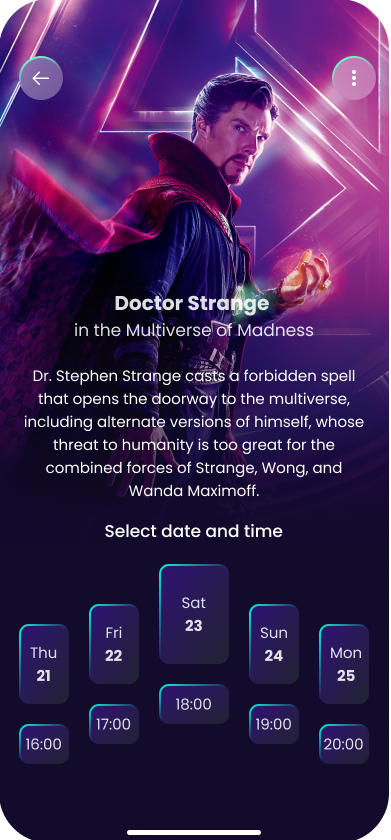 Doctor Strange
in the Multiverse of Madness
Dr. Stephen Strange casts a forbidden spell
that opens the doorway to the multiverse,
including alternate versions of himself, whose
threat to humanity is too great for the
combined forces of Strange, Wong, and
Wanda Maximoff.
Select date and time
Thu
21
Fri
22
Sat
23
Sun
24
Mon
25
16:00
17:00
18:00
19:00
20:00